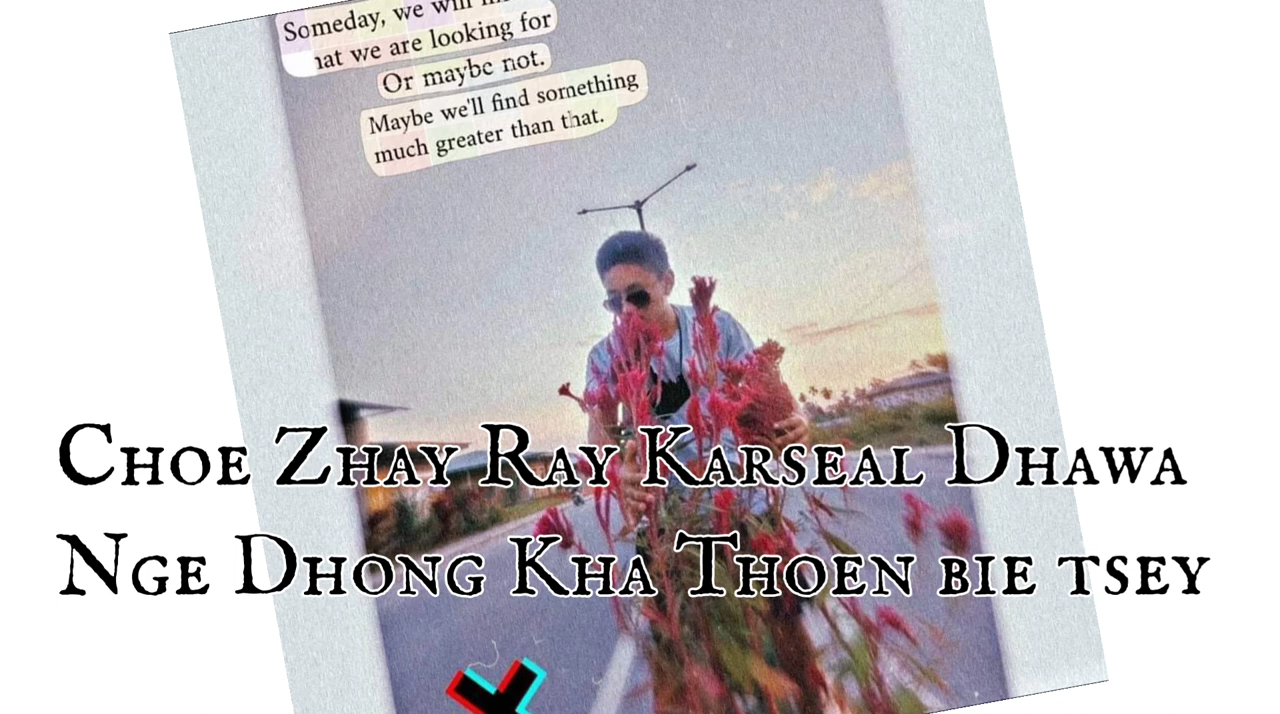 Someday, we will
hat we are looking for
Or maybe not.
Maybe we'll find something
much greater than that.
Choe Zhay Ray Karseal Dhawa
Nge Dhong Kha Thoen bie tsey